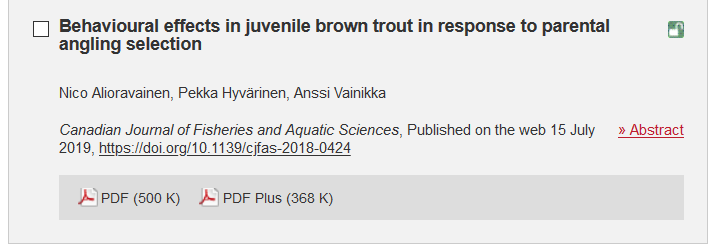 Behavioural effects in juvenile brown trout in response to parental
angling selection
Nico Alioravainen, Pekka Hyvärinen, Anssi Vainikka
Canadian Journal of Fisheries and Aquatic Sciences, Published on the web 15 July
» Abstract
2019, https://doi.org/10.1139/cjfas-2018-0424
PDF (500 K) PDF Plus (368 K)